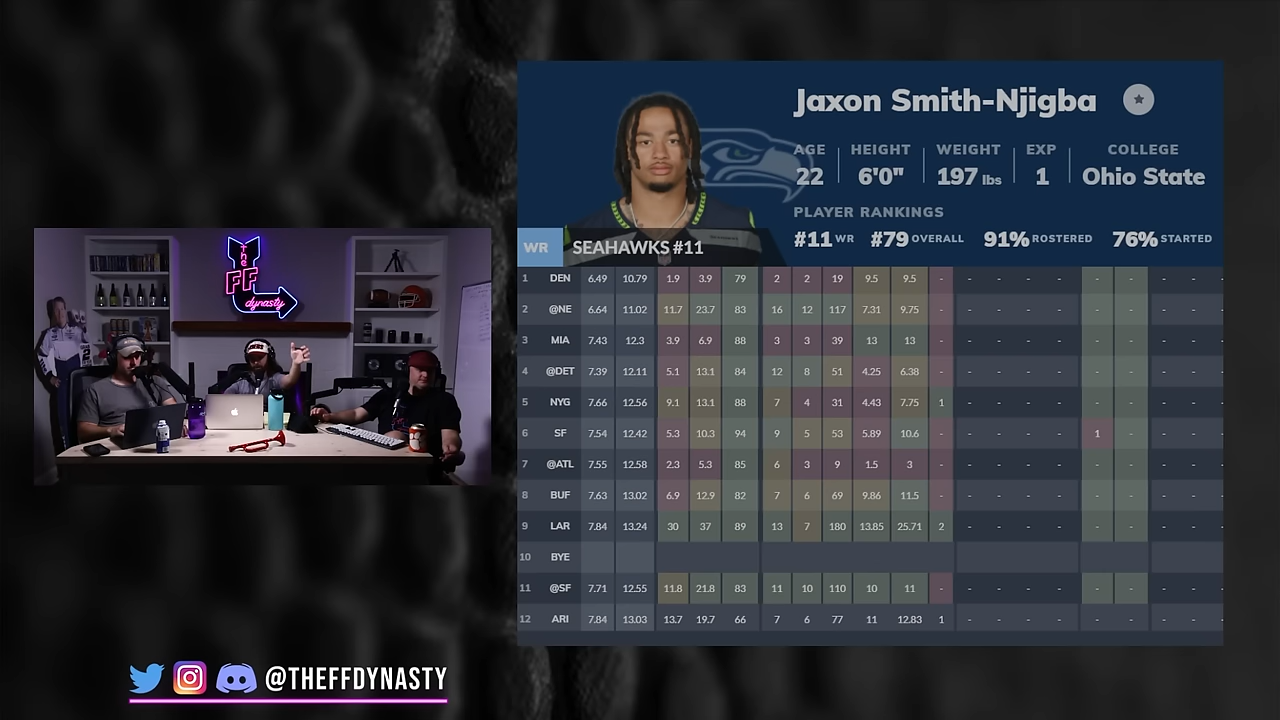 Jaxon Smith-Njigba
AGE HEIGHT WEIGHT EXP COLLEGE
22 6'0" 197 lbs 1 Ohio State
PLAYER RANKINGS
#11 WR #79 OVERALL 91% ROSTERED 76% STARTED
WR SEAHAWKS #11
1 DEN 6.49 10.79 1.9 3.9 79 2 2 19 9.5 9.5 - - - - - - - - - -
2 @NE 6.64 11.02 11.7 23.7 83 16 12 117 7.31 9.75 - - - - - - - - - -
3 MIA 7.43 12.3 3.9 6.9 88 3 3 39 13 13 - - - - - - - - - -
4 @DET 7.39 12.11 5.1 13.1 84 12 8 51 4.25 6.38 - - - - - - - - - -
5 NYG 7.66 12.56 9.1 13.1 88 7 4 31 4.43 7.75 1 - - - - - - - - -
6 SF 7.54 12.42 5.3 10.3 94 9 5 53 5.89 10.6 - - - - - 1 - - - -
7 @ATL 7.55 12.58 2.3 5.3 85 6 3 9 1.5 3 - - - - - - - - - -
8 BUF 7.63 13.02 6.9 12.9 82 7 6 69 9.86 11.5 - - - - - - - - - -
9 LAR 7.84 13.24 30 37 89 13 7 180 13.85 25.71 2 - - - - - - - - -
10 BYE
11 @SF 7.71 12.55 11.8 21.8 83 11 10 110 10 11 - - - - - - - - - -
12 ARI 7.84 13.03 13.7 19.7 66 7 6 77 11 12.83 1 - - - - - - - - -
the
FF
dynasty
@THEFFDYNASTY